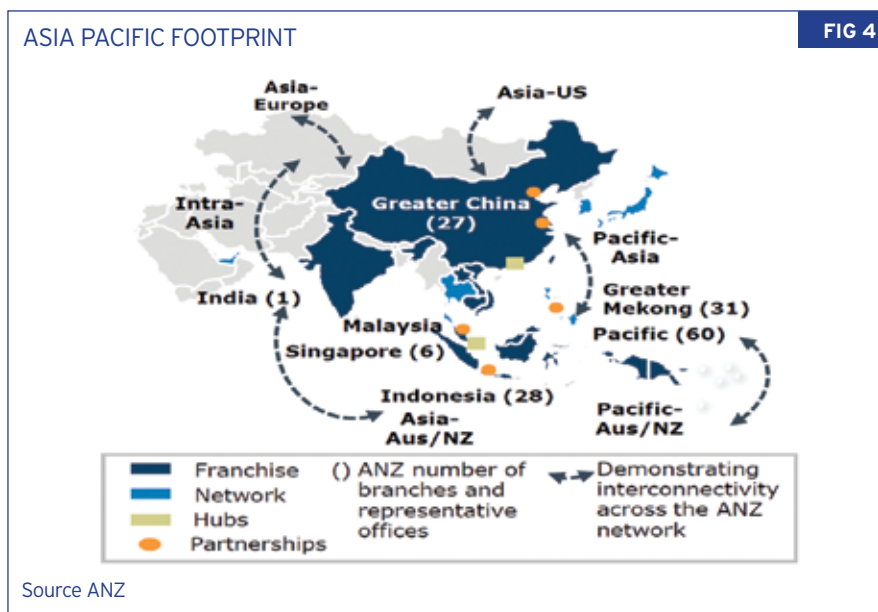 ASIA PACIFIC FOOTPRINT
FIG 4
Asia-
Europe
Asia-US
Intra-
Asia
Greater China
(27)
Pacific-
Asia
India (1)
Greater
Mekong (31)
Malaysia
Pacific (60)
Singapore (6)
Indonesia (28)
Asia-
Aus/NZ
Pacific-
Aus/NZ
Franchise
Network
Hubs
Partnerships
() ANZ number of
branches and
representative
offices
Demonstrating
interconnectivity
across the ANZ
network
Source ANZ